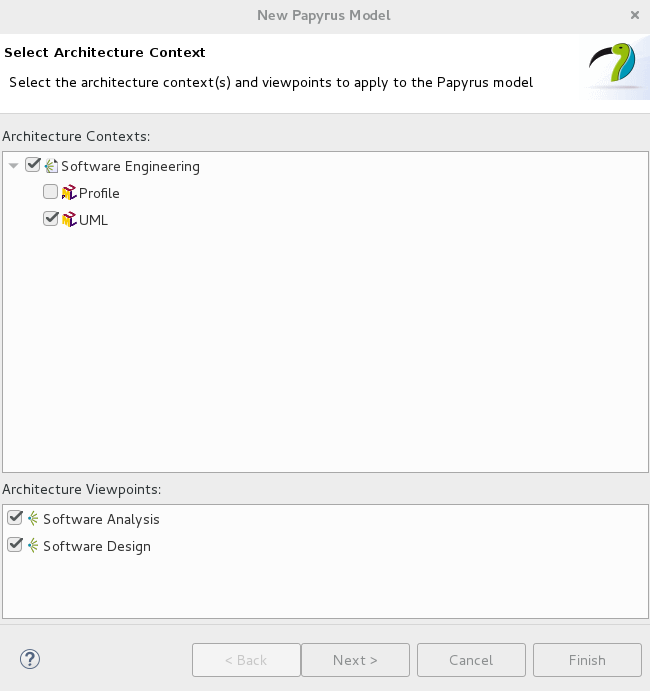 New Papyrus Model
Select Architecture Context
Select the architecture context(s) and viewpoints to apply to the Papyrus model
Architecture Contexts:
Software Engineering
Profile
UML
Architecture Viewpoints:
Software Analysis
Software Design
< Back Next > Cancel Finish